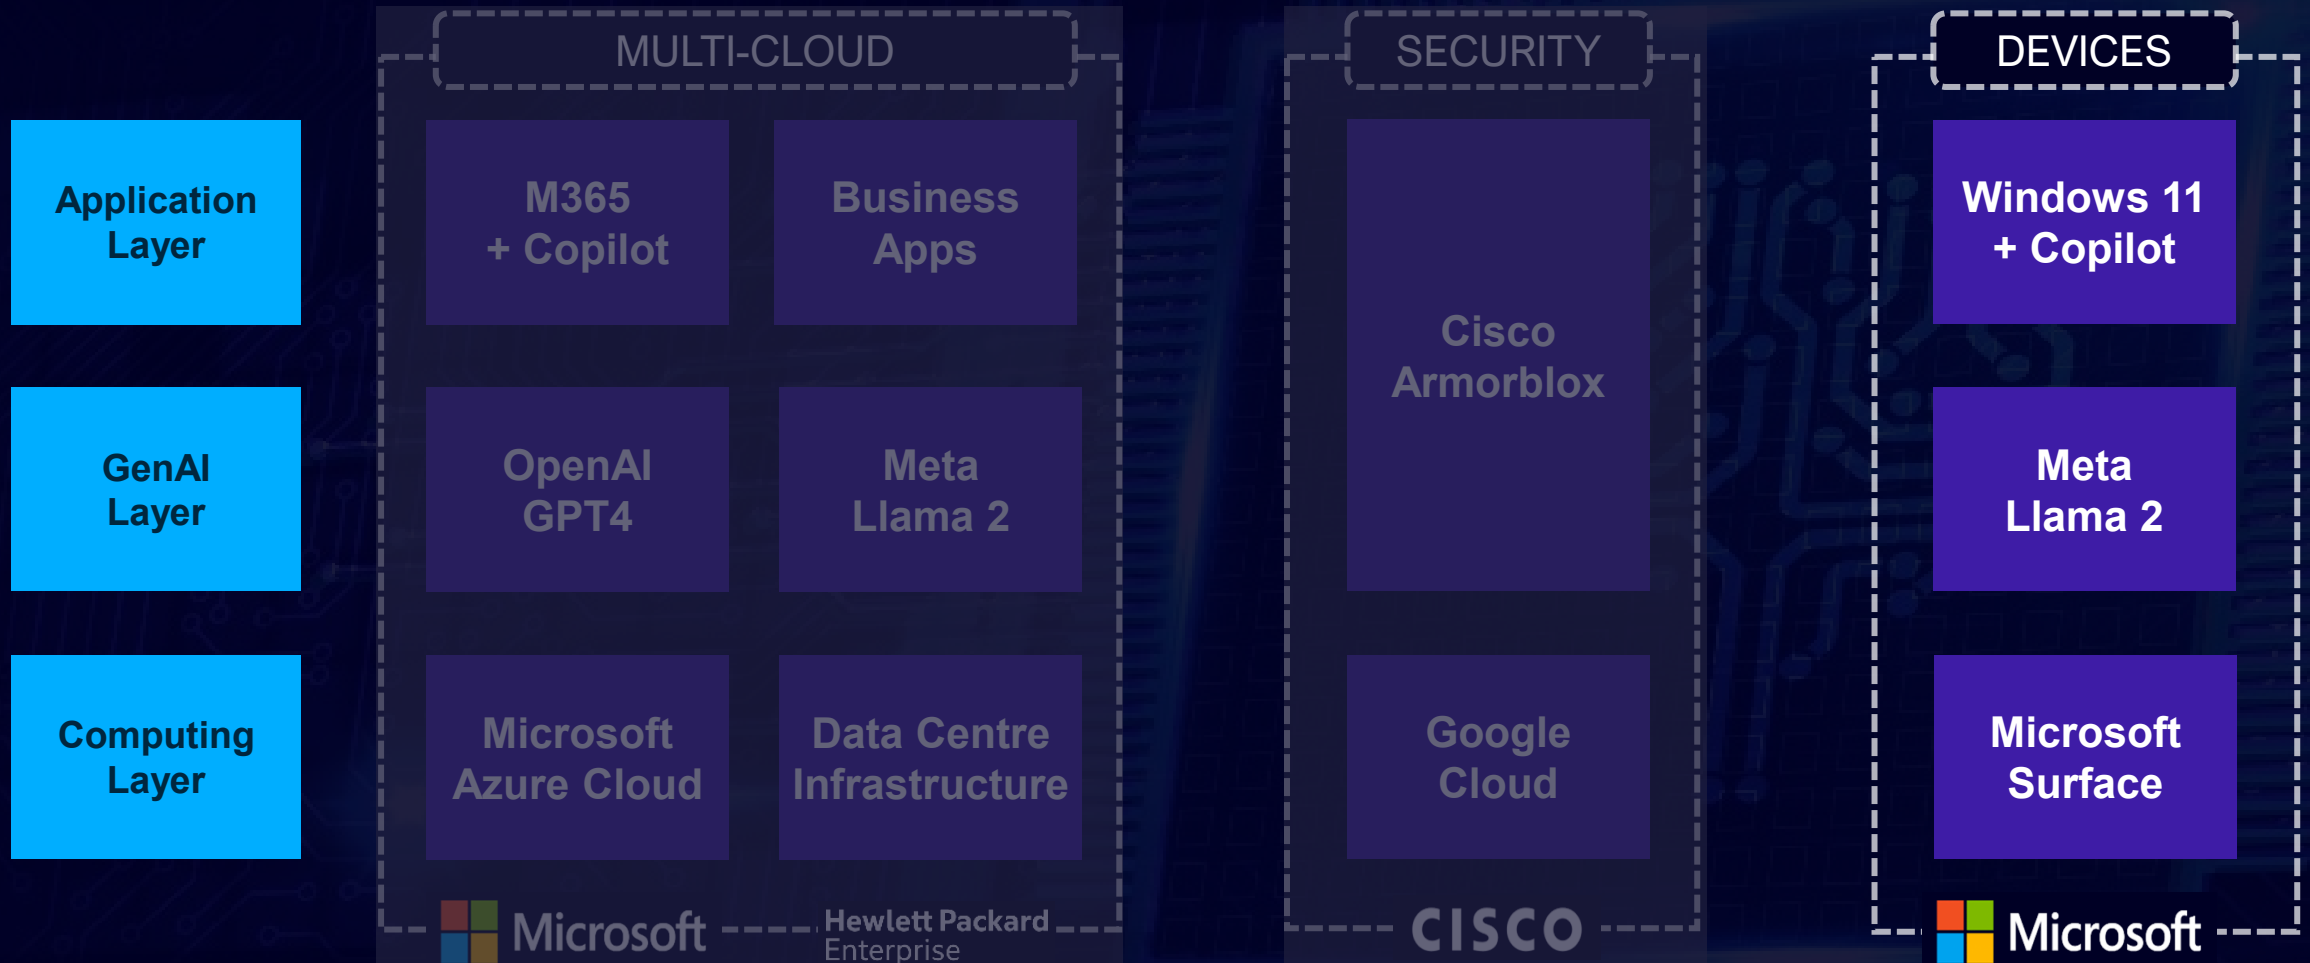 MULTI-CLOUD
SECURITY
DEVICES
Application
Layer
M365
+ Copilot
Business
Apps
Cisco
Armorblox
Windows 11
+ Copilot
GenAI
Layer
OpenAI
GPT4
Meta
Llama 2
Meta
Llama 2
Computing
Layer
Microsoft
Azure Cloud
Data Centre
Infrastructure
Google
Cloud
Microsoft
Surface
Microsoft
Hewlett Packard
Enterprise
CISCO
Microsoft